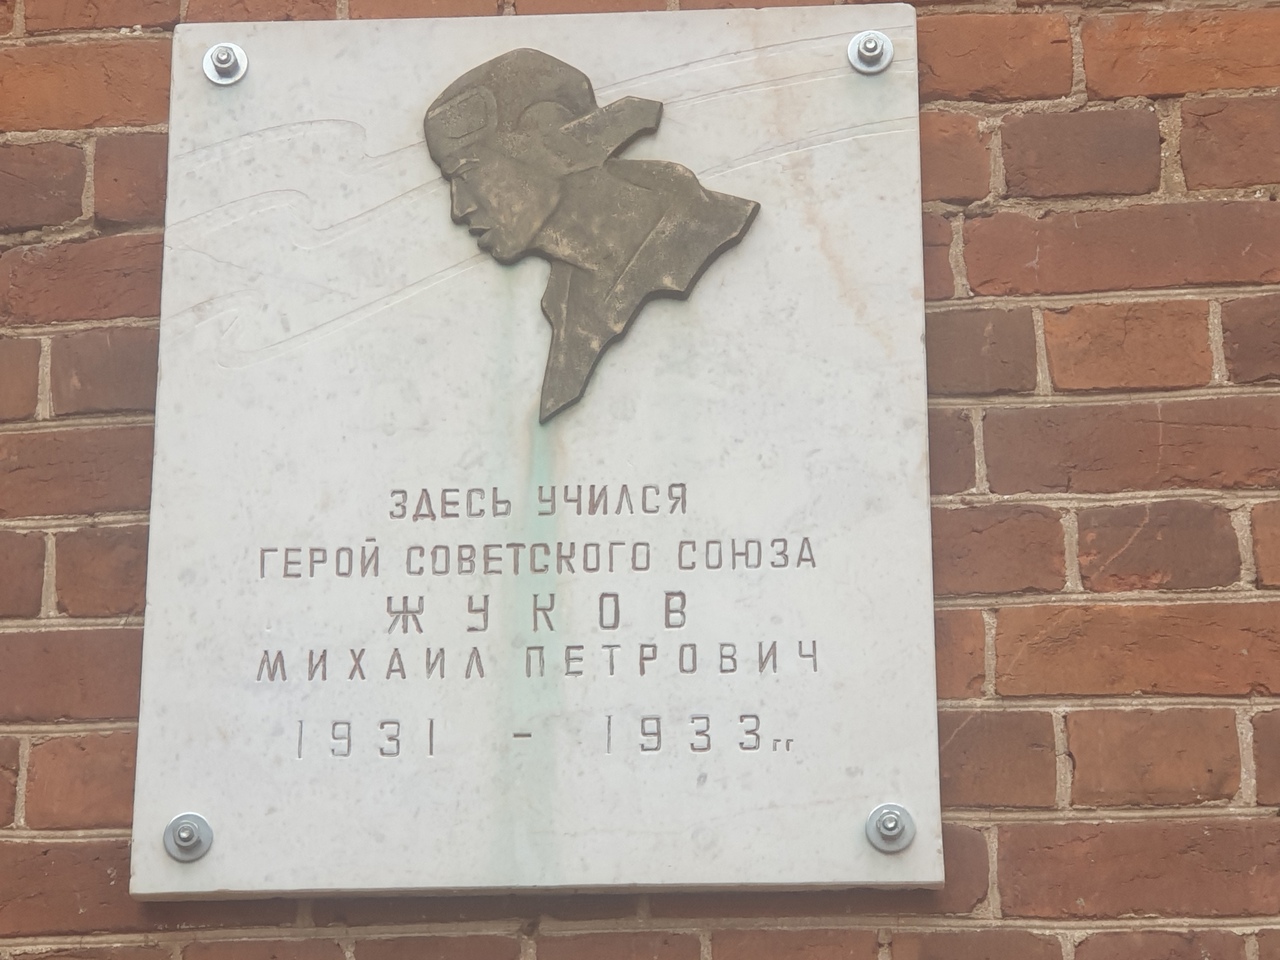 ЗДЕСЬ УЧИЛСЯ
ГЕРОЙ СОВЕТСКОГО СОЮЗА
ЖУКОВ
МИХАИЛ ПЕТРОВИЧ
1931 - 1933гг